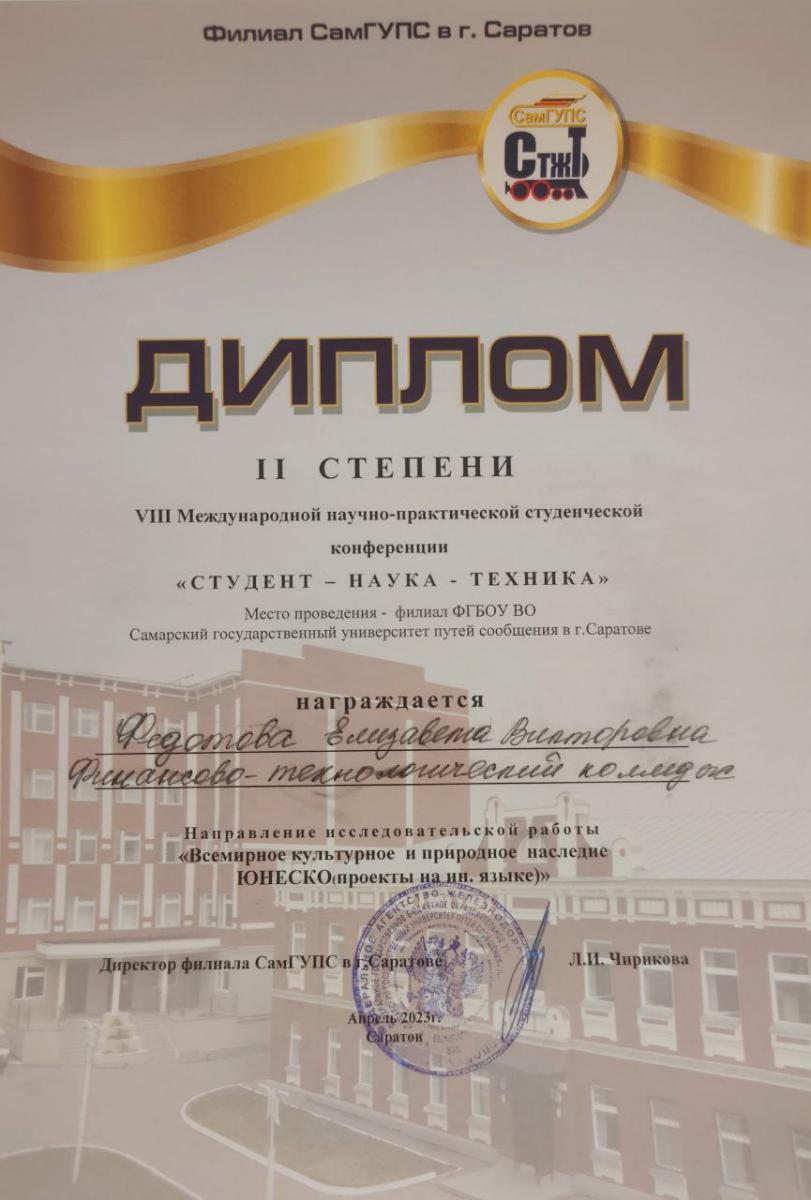 Филиал СамГУПС в г. Саратов
СамГУПС
СТЖТ
ДИПЛОМ
II СТЕПЕНИ
VIII Международной научно-практической студенческой
конференции
«СТУДЕНТ – НАУКА - ТЕХНИКА»
Место проведения - филиал ФГБОУ ВО
Самарский государственный университет путей сообщения в г.Саратове
награждается
Федотова Елизавета Викторовна
Финансово-технологический колледж
Направление исследовательской работы
«Всемирное культурное и природное наследие
ЮНЕСКО(проекты на ин. языке)»
Директор филиала СамГУПС в г.Саратове Л.И. Чирикова
Апрель 2023г.
Саратов